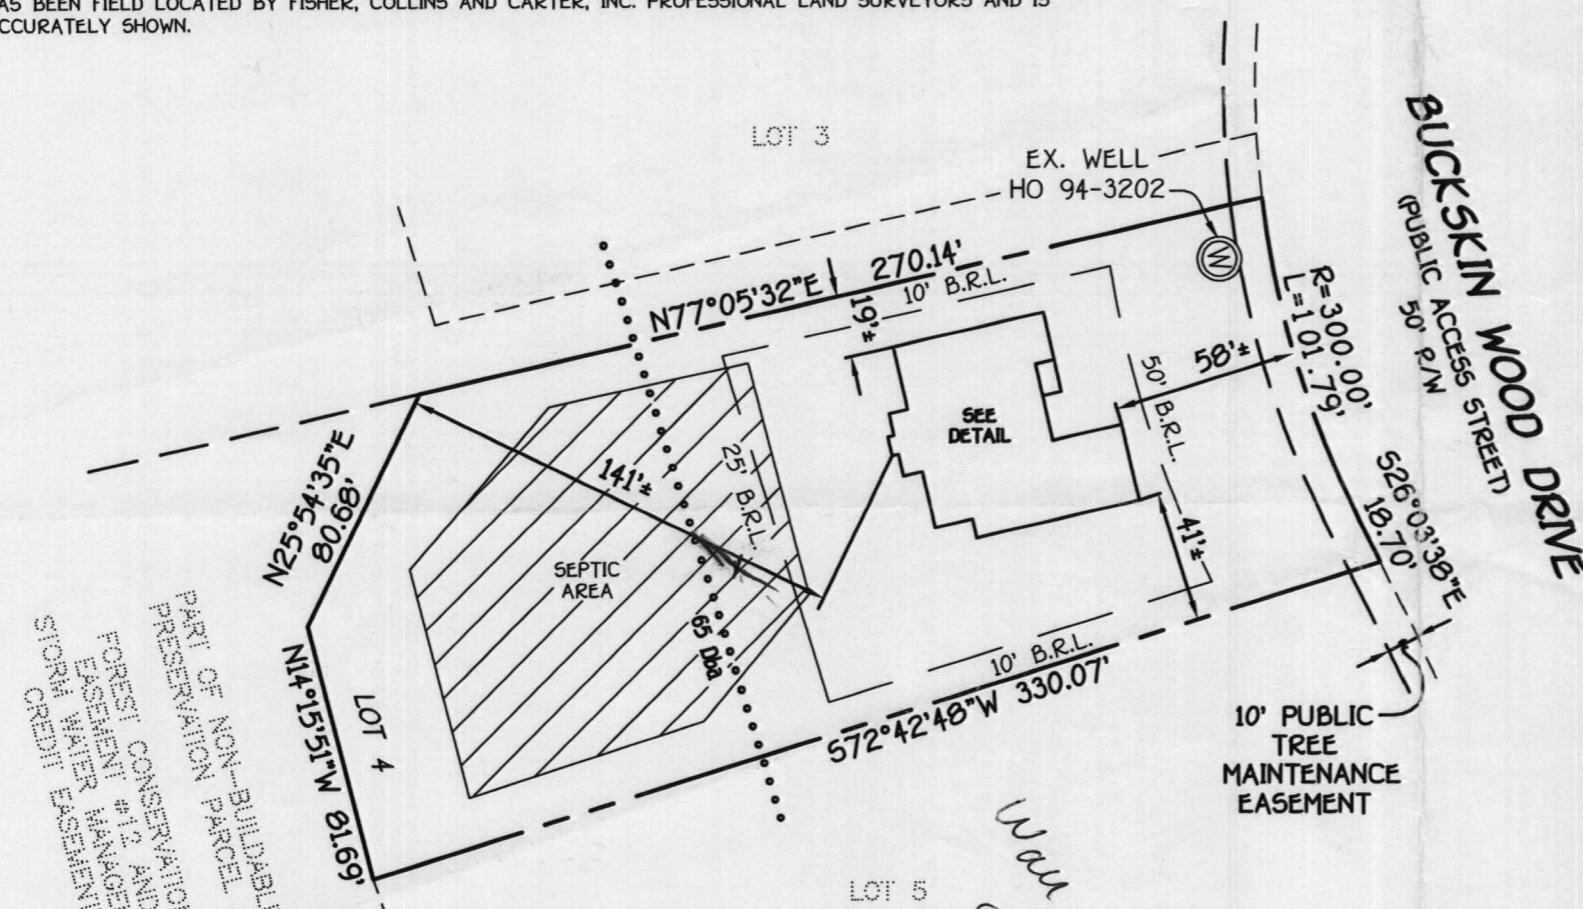 AS BEEN FIELD LOCATED BY FISHER, COLLINS AND CARTER, INC. PROFESSIONAL LAND SURVEYORS AND IS
CCURATELY SHOWN.
LOT 3
EX. WELL
HO 94-3202
W
BUCKSKIN WOOD DRIVE
(PUBLIC ACCESS STREET)
50' R/W
R=300.00'
L=101.79'
N77°05'32"E 270.14'
10' B.R.L.
19'±
58'±
50' B.R.L.
SEE
DETAIL
N25°54'35"E
80.68'
141'±
25' B.R.L.
SEPTIC
AREA
41'±
S26°03'38"E
18.70'
65 Dba
10' B.R.L.
S72°42'48"W 330.07'
LOT 4
N14°15'51"W 81.69'
PART OF NON-BUILDABLE
PRESERVATION PARCEL
FOREST CONSERVATION
EASEMENT #12 AND
STORM WATER MANAGE
CREDIT EASEMENT
10' PUBLIC
TREE
MAINTENANCE
EASEMENT
LOT 5